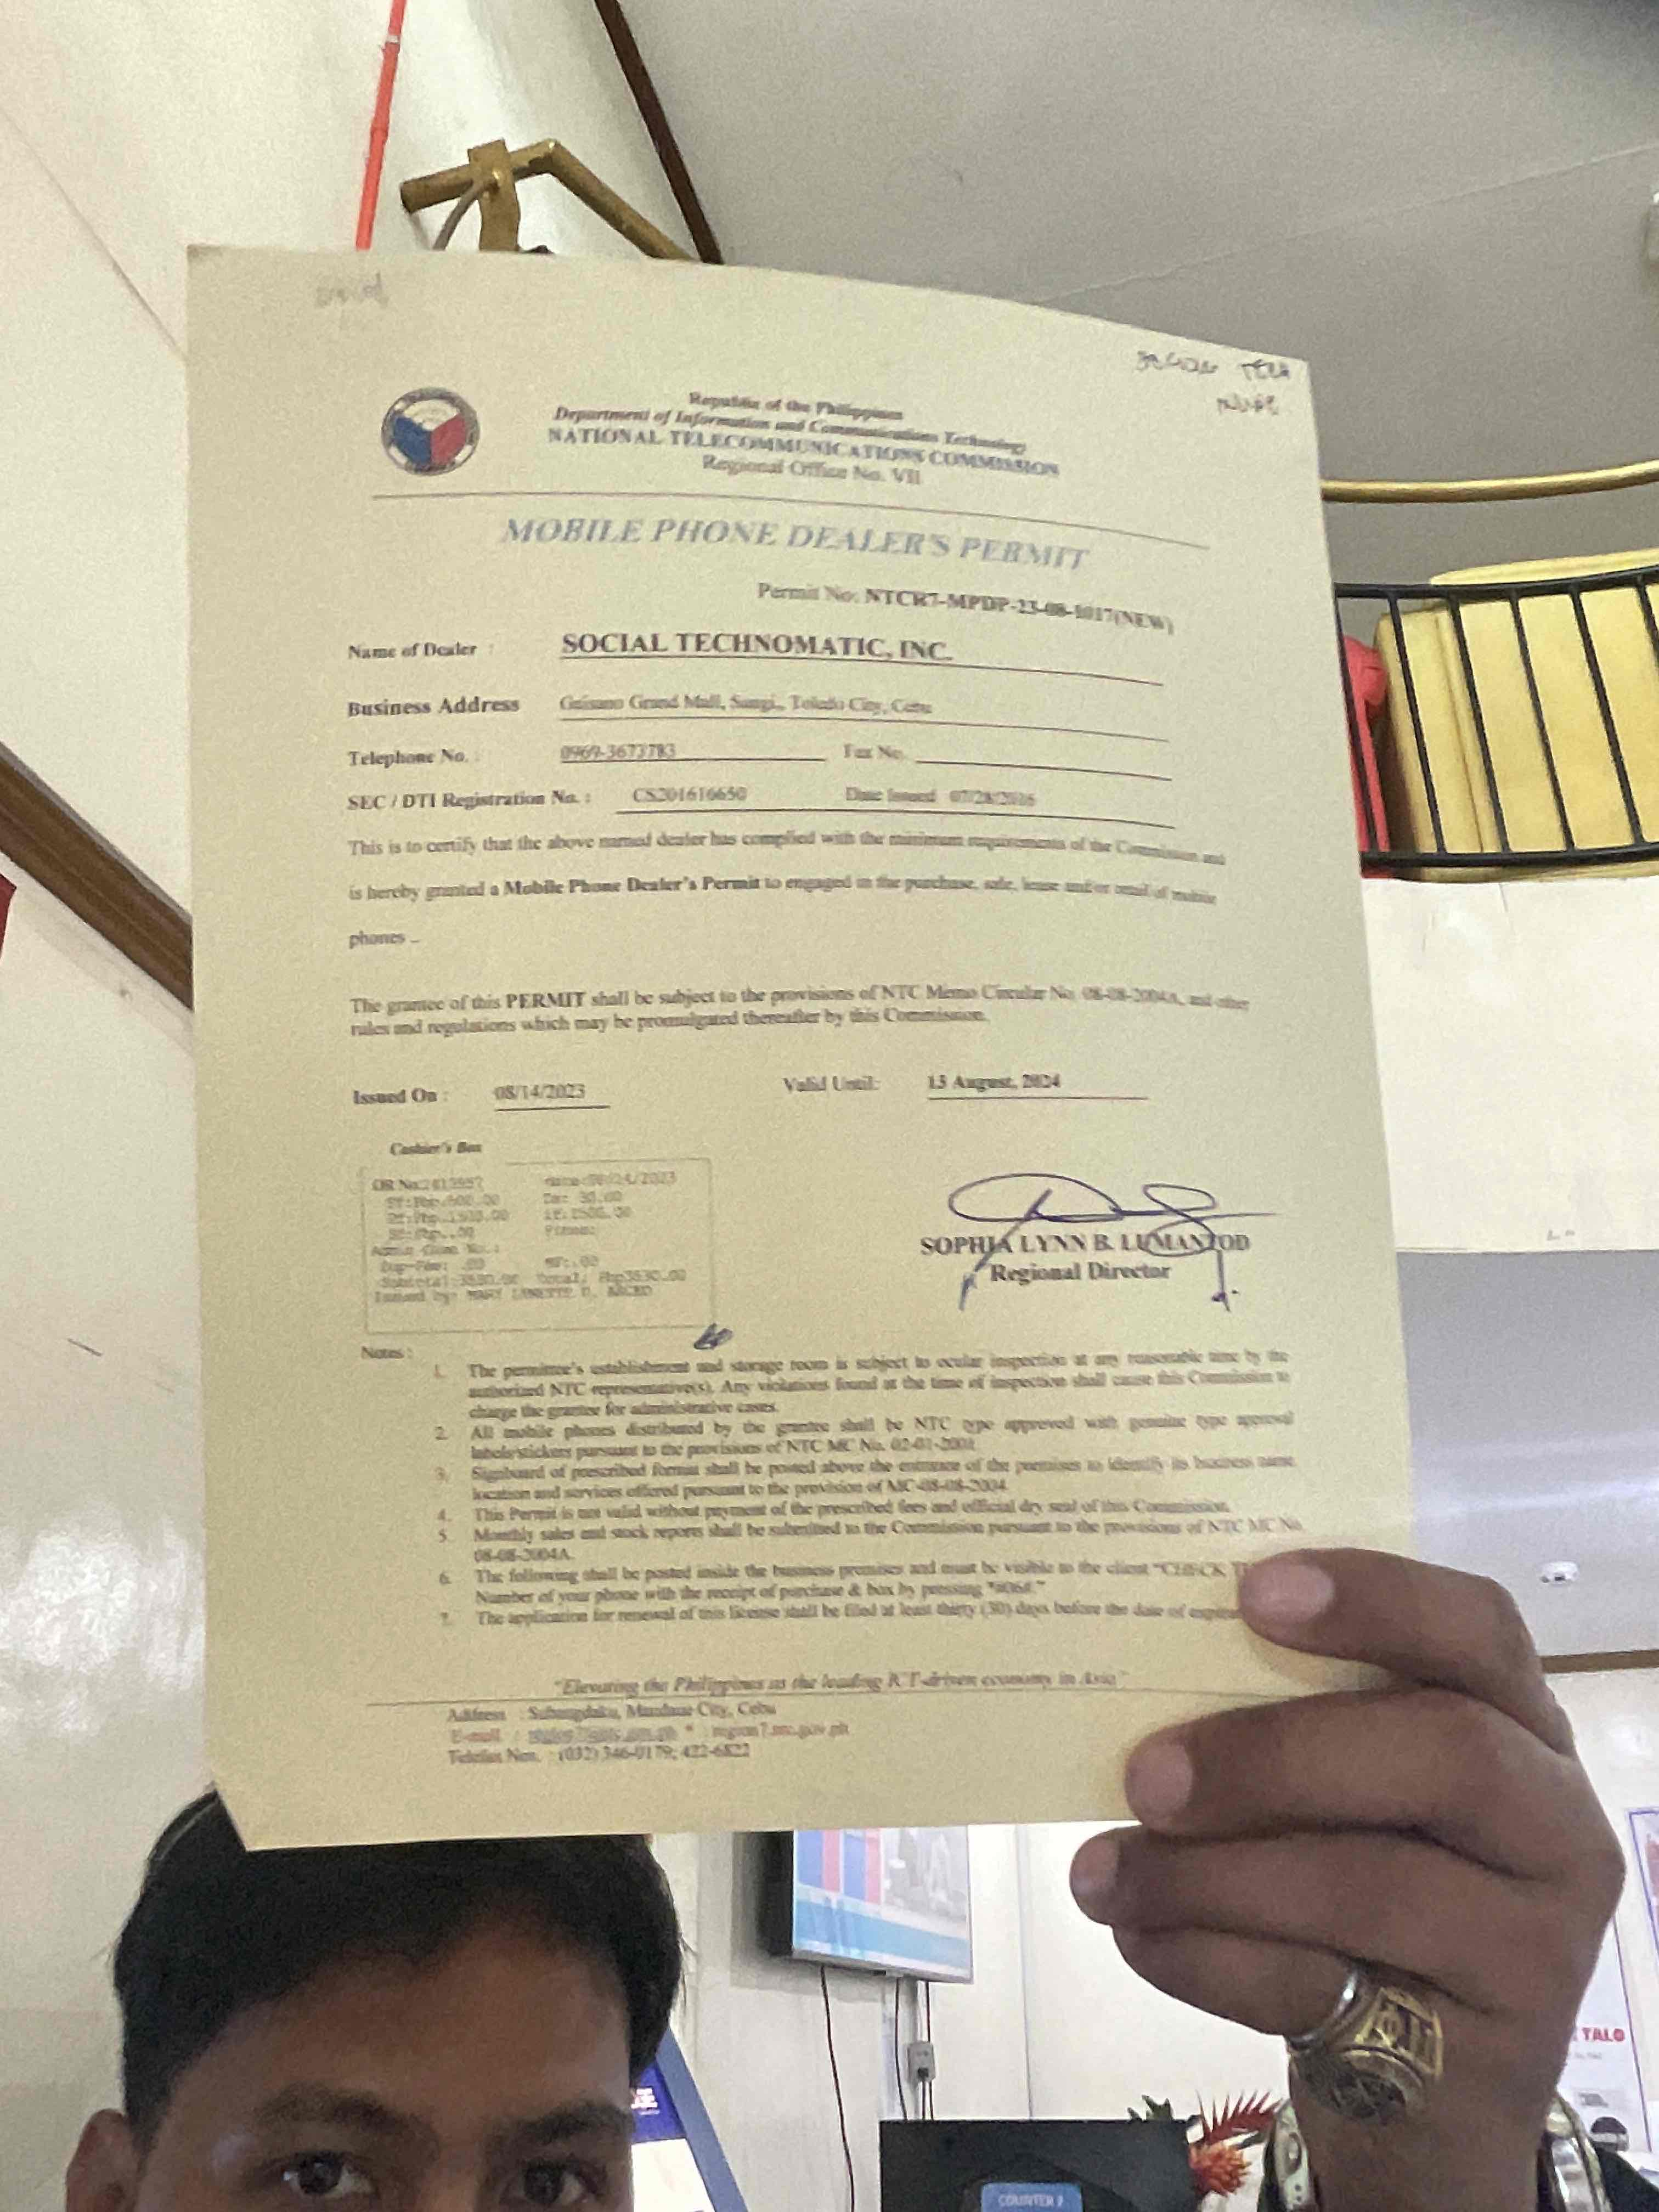 Republic of the Philippines
Department of Information and Communications Technology
NATIONAL TELECOMMUNICATIONS COMMISSION
Regional Office No. VII
MOBILE PHONE DEALER'S PERMIT
Permit No: NTCR7-MPDP-23-08-1017(NEW)
Name of Dealer : SOCIAL TECHNOMATIC, INC.
Business Address Gaisano Grand Mall, Sangi,, Toledo City, Cebu
Telephone No. : 0969-3673783 Fax No.
SEC / DTI Registration No. : CS201616650 Date Issued 07/28/2016
This is to certify that the above named dealer has complied with the minimum requirements of the Commission and
is hereby granted a Mobile Phone Dealer's Permit to engaged in the purchase, sale, lease and/or retail of mobile
phones ..
The grantee of this PERMIT shall be subject to the provisions of NTC Memo Circular No. 08-08-2004A, and other
rules and regulations which may be promulgated thereafter by this Commission.
Issued On : 08/14/2023 Valid Until: 13 August, 2024
Cashier's Box
OR No:
Subtotal:3630.00 Total: Php3630.00
Issued by: MARY
SOPHIA LYNN B. LUMANTOD
Regional Director
Notes :
1. The permittee's establishment and storage room is subject to ocular inspection at any reasonable time by the
authorized NTC representative(s). Any violations found at the time of inspection shall cause this Commission to
charge the grantee for administrative cases.
2. All mobile phones distributed by the grantee shall be NTC type approved with genuine type approval
labels/stickers pursuant to the provisions of NTC MC No. 02-01-2001.
3. Signboard of prescribed format shall be posted above the entrance of the premises to identify its business name,
location and services offered pursuant to the provision of MC-08-08-2004
4. This Permit is not valid without payment of the prescribed fees and official dry seal of this Commission.
5. Monthly sales and stock reports shall be submitted to the Commission pursuant to the provisions of NTC MC No.
08-08-2004A.
6. The following shall be posted inside the business premises and must be visible to the client "CHECK
Number of your phone with the receipt of purchase & box by pressing
7. The application for renewal of this license shall be filed at least thirty (30) days before the date of
"Elevating the Philippines as the leading ICT-driven economy in Asia"
Address : Subangdaku, Mandaue City, Cebu
E-mail : region7.ntc.gov.ph
Telefax Nos. : (032) 346-0179; 422-6822
TALO
COUNTER